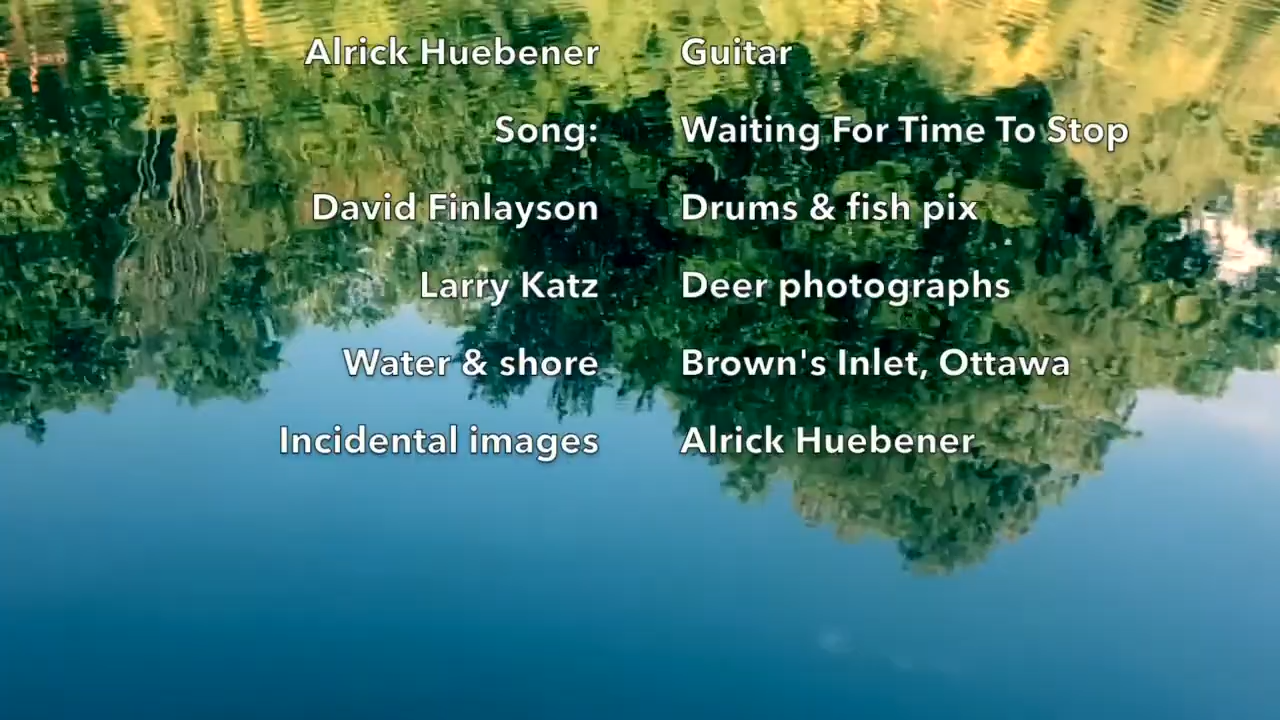 Alrick Huebener Guitar
Song: Waiting For Time To Stop
David Finlayson Drums & fish pix
Larry Katz Deer photographs
Water & shore Brown's Inlet, Ottawa
Incidental images Alrick Huebener